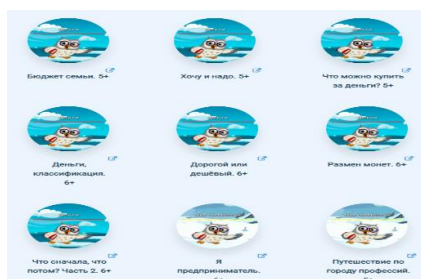 Бюджет семьи. 5+
Хочу и надо. 5+
Что можно купить
за деньги? 5+
Деньги,
классификация.
6+
Дорогой или
дешёвый. 6+
Размен монет. 6+
Что сначала, что
потом? Часть 2. 6+
Я
предприниматель.
Путешествие по
городу профессий.